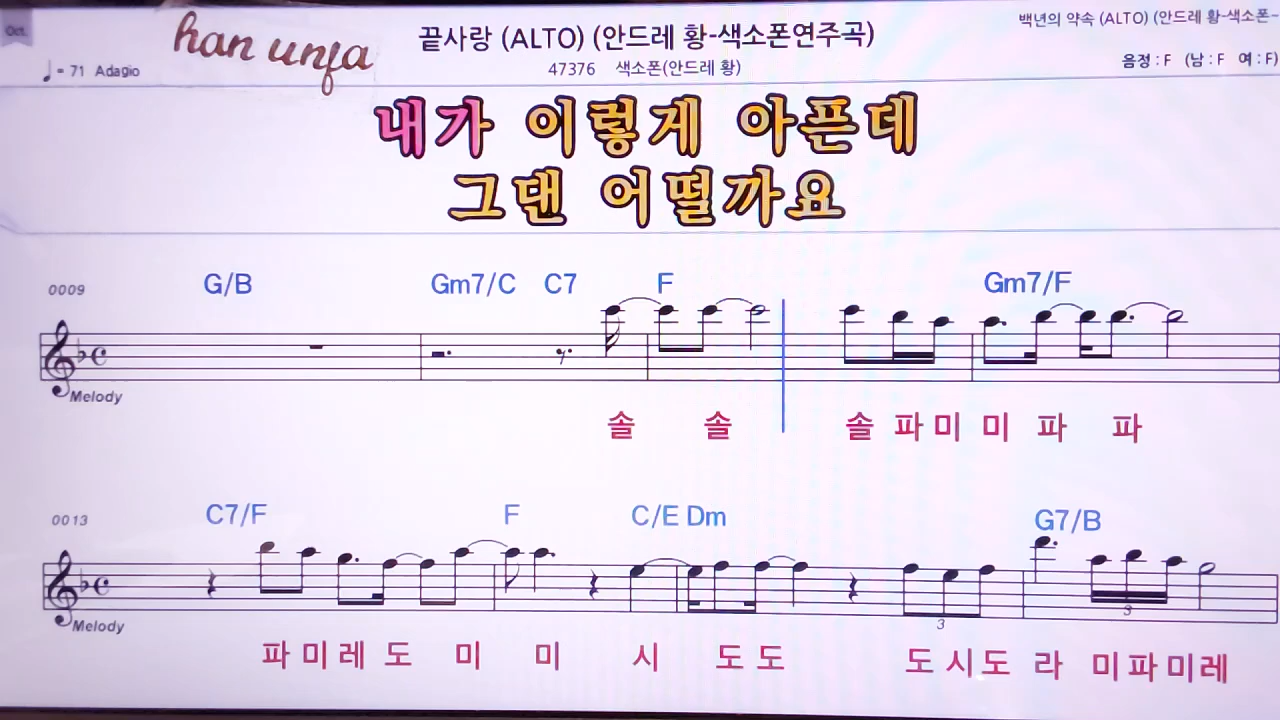 Oct.
han unja
끝사랑 (ALTO) (안드레 황-색소폰연주곡)
백년의 약속 (ALTO) (안드레 황-색소폰-
♩= 71 Adagio
47376 색소폰(안드레 황)
음정 : F (남 : F 여 : F)
내가 이렇게 아픈데
그댄 어떨까요
0009 G/B Gm7/C C7 F Gm7/F
Melody
솔 솔 솔 파 미 미 파 파
0013 C7/F F C/E Dm G7/B
3 3
Melody
파 미 레 도 미 미 시 도 도 도 시 도 라 미 파 미 레